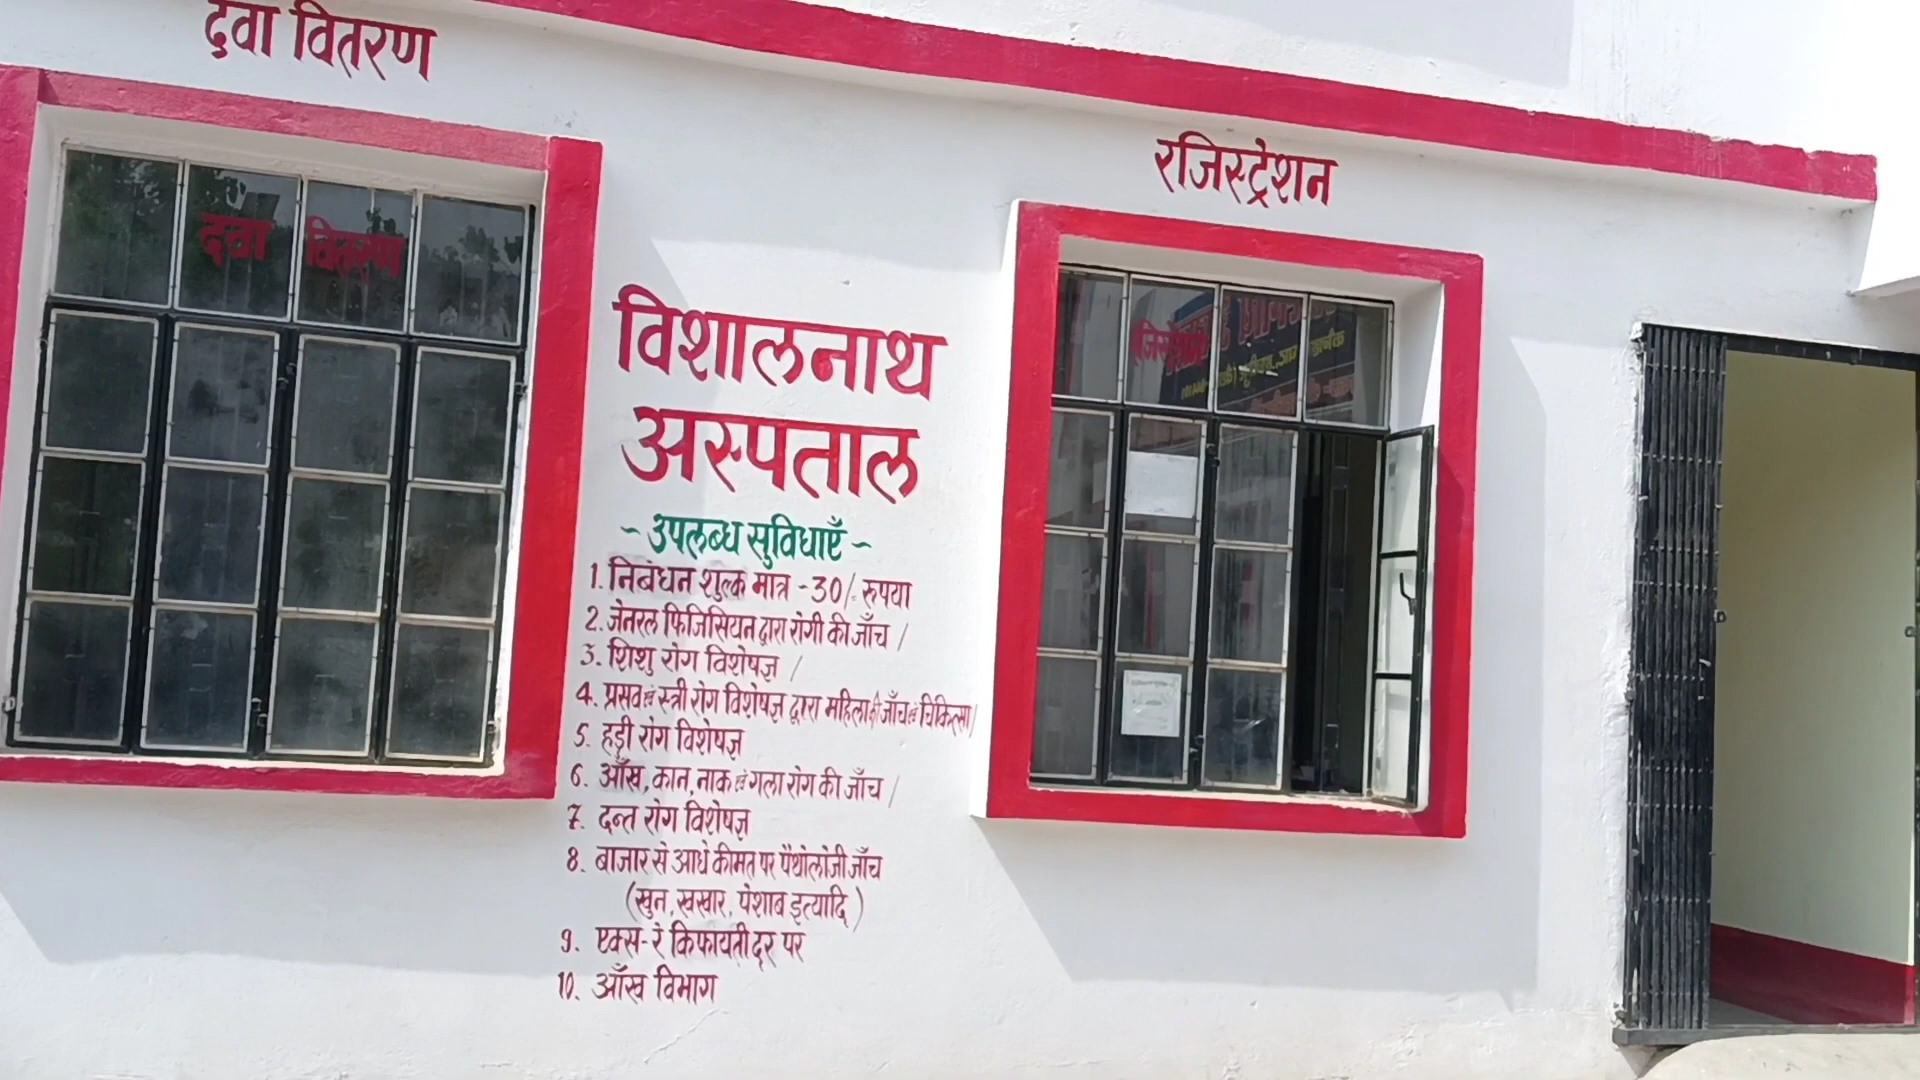 दवा वितरण
रजिस्ट्रेशन
दवा वितरण
विशालनाथ
अस्पताल
~ उपलब्ध सुविधाएँ ~
1. निबंधन शुल्क मात्र - 30/- रुपया
2. जेनरल फिजिसियन द्वारा रोगी की जाँच /
3. शिशु रोग विशेषज्ञ /
4. प्रसव एवं स्त्री रोग विशेषज्ञ द्वारा महिला की जाँच एवं चिकित्सा /
5. हड्डी रोग विशेषज्ञ
6. आँख, कान, नाक एवं गला रोग की जाँच /
7. दन्त रोग विशेषज्ञ
8. बाजार से आधे कीमत पर पैथोलोजी जाँच
(खुन, खखार, पेशाब इत्यादि)
9. एक्स-रे किफायती दर पर
10. आँख विभाग